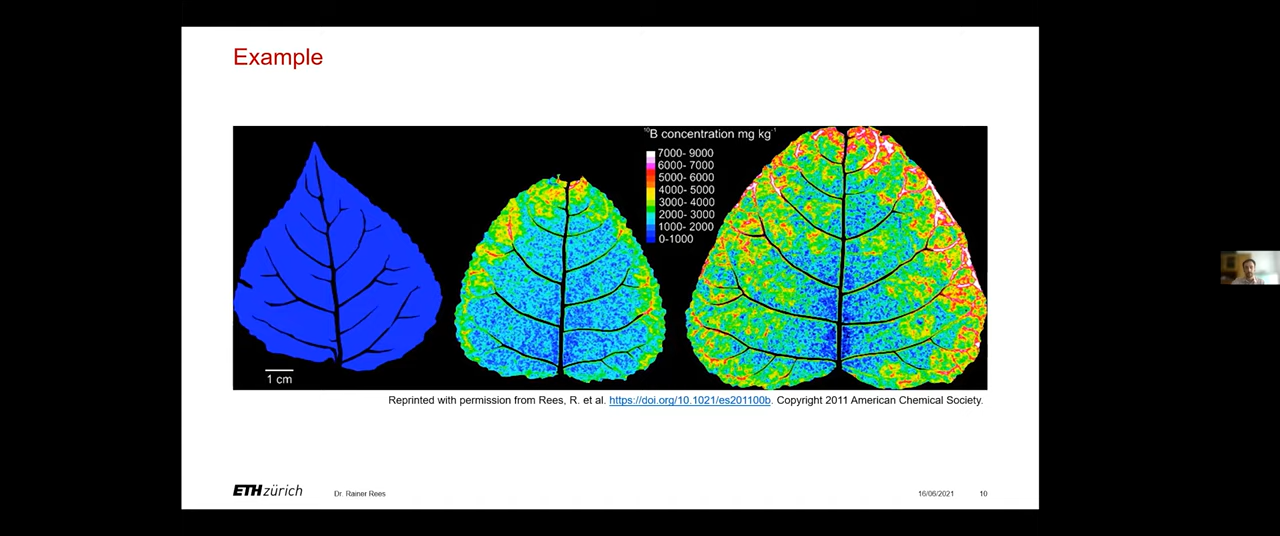 Example
¹⁰B concentration mg kg⁻¹
7000- 9000
6000- 7000
5000- 6000
4000- 5000
3000- 4000
2000- 3000
1000- 2000
0-1000
1 cm
Reprinted with permission from Rees, R. et al. https://doi.org/10.1021/es201100b. Copyright 2011 American Chemical Society.
ETH zürich
Dr. Rainer Rees
16/06/2021
10